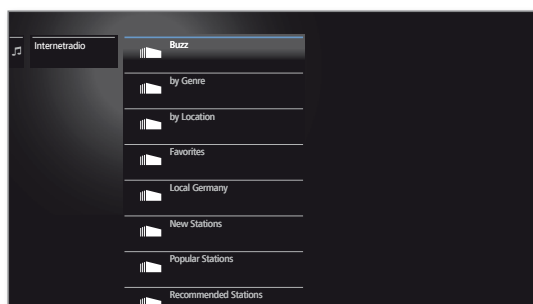 Internetradio
Buzz
by Genre
by Location
Favorites
Local Germany
New Stations
Popular Stations
Recommended Stations